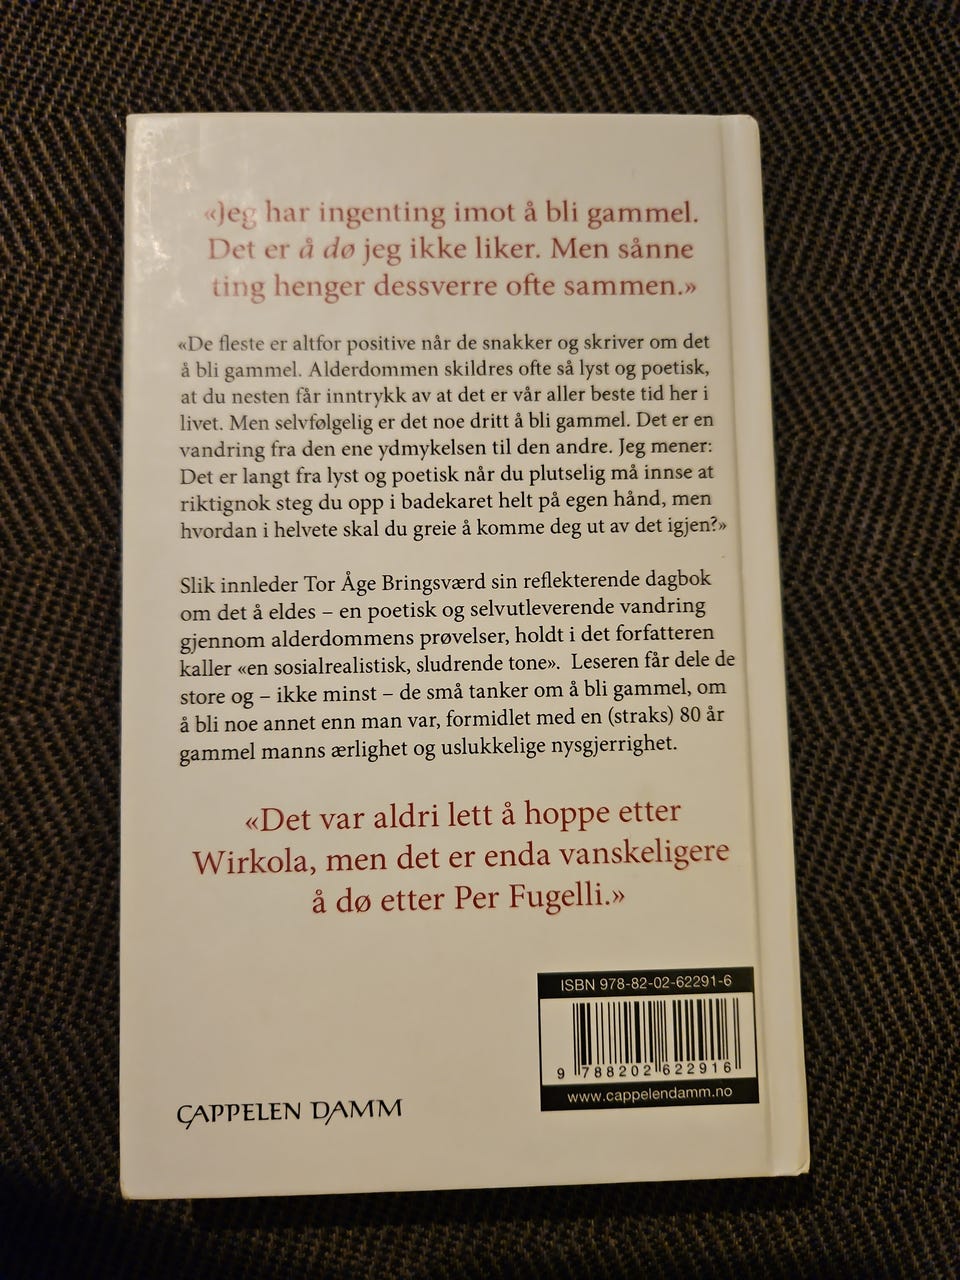 «Jeg har ingenting imot å bli gammel.
Det er å dø jeg ikke liker. Men sånne
ting henger dessverre ofte sammen.»
«De fleste er altfor positive når de snakker og skriver om det
å bli gammel. Alderdommen skildres ofte så lyst og poetisk,
at du nesten får inntrykk av at det er vår aller beste tid her i
livet. Men selvfølgelig er det noe dritt å bli gammel. Det er en
vandring fra den ene ydmykelsen til den andre. Jeg mener:
Det er langt fra lyst og poetisk når du plutselig må innse at
riktignok steg du opp i badekaret helt på egen hånd, men
hvordan i helvete skal du greie å komme deg ut av det igjen?»
Slik innleder Tor Åge Bringsværd sin reflekterende dagbok
om det å eldes – en poetisk og selvutleverende vandring
gjennom alderdommens prøvelser, holdt i det forfatteren
kaller «en sosialrealistisk, sludrende tone». Leseren får dele de
store og – ikke minst – de små tanker om å bli gammel, om
å bli noe annet enn man var, formidlet med en (straks) 80 år
gammel manns ærlighet og uslukkelige nysgjerrighet.
«Det var aldri lett å hoppe etter
Wirkola, men det er enda vanskeligere
å dø etter Per Fugelli.»
ISBN 978-82-02-62291-6
9 788202 622916
www.cappelendamm.no
CAPPELEN DAMM